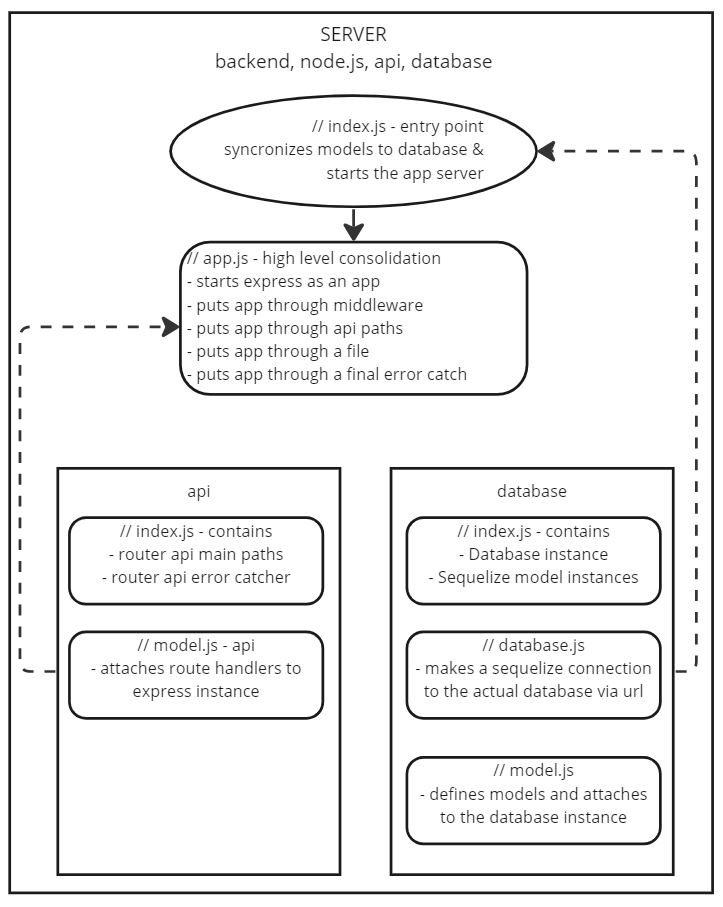 SERVER
backend, node.js, api, database
// index.js - entry point
syncronizes models to database &
starts the app server
// app.js - high level consolidation
- starts express as an app
- puts app through middleware
- puts app through api paths
- puts app through a file
- puts app through a final error catch
api
// index.js - contains
- router api main paths
- router api error catcher
// model.js - api
- attaches route handlers to
express instance
database
// index.js - contains
- Database instance
- Sequelize model instances
// database.js
- makes a sequelize connection
to the actual database via url
// model.js
- defines models and attaches
to the database instance